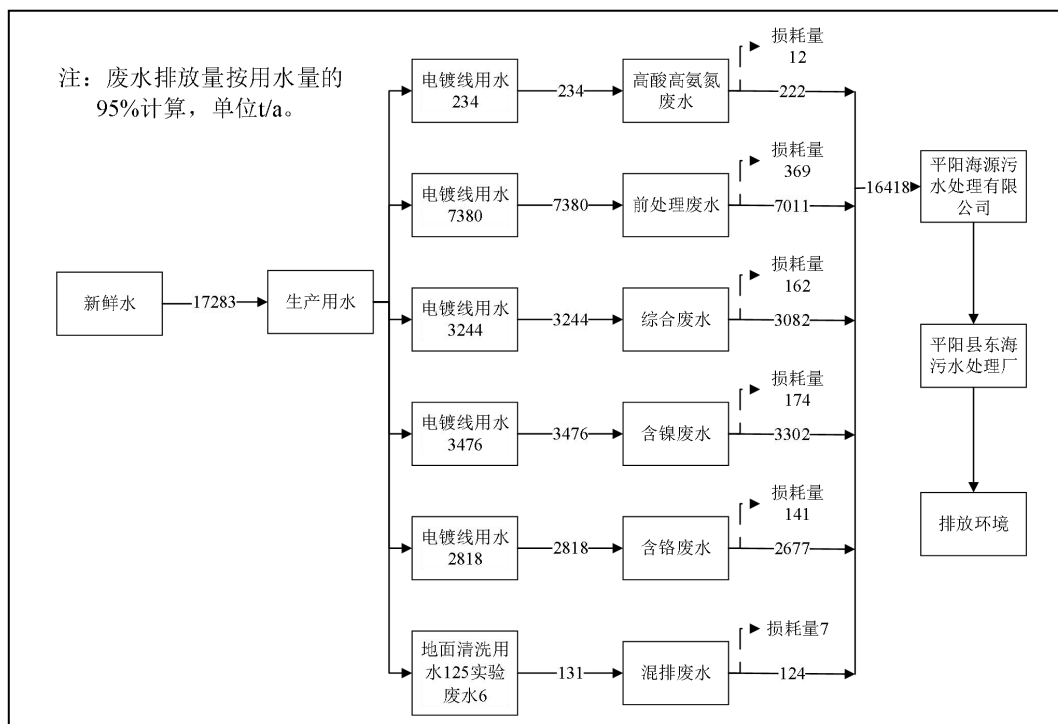 注：废水排放量按用水量的
95%计算，单位t/a。
新鲜水
17283
生产用水
电镀线用水
234
234
高酸高氨氮
废水
损耗量
12
222
电镀线用水
7380
7380
前处理废水
损耗量
369
7011
电镀线用水
3244
3244
综合废水
损耗量
162
3082
电镀线用水
3476
3476
含镍废水
损耗量
174
3302
电镀线用水
2818
2818
含铬废水
损耗量
141
2677
地面清洗用
水125实验
废水6
131
混排废水
损耗量7
124
16418
平阳海源污
水处理有限
公司
平阳县东海
污水处理厂
排放环境